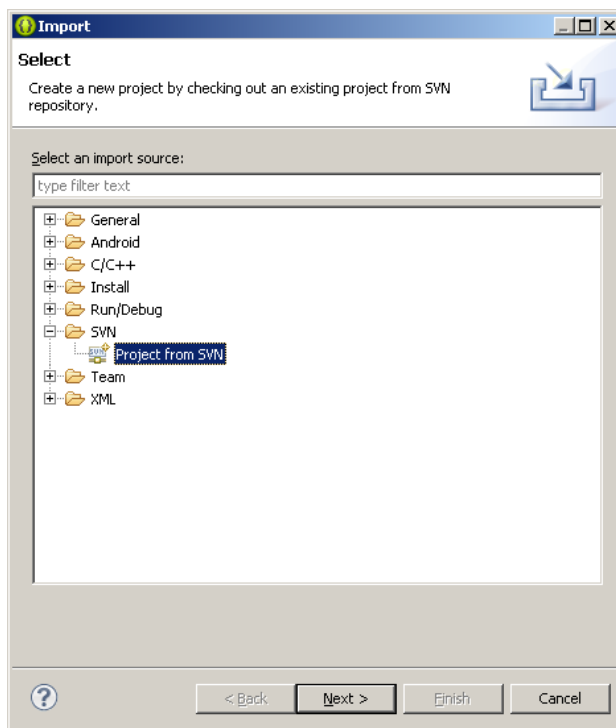 Import
Select
Create a new project by checking out an existing project from SVN
repository.
Select an import source:
type filter text
General
Android
C/C++
Install
Run/Debug
SVN
Project from SVN
Team
XML
< Back
Next >
Finish
Cancel